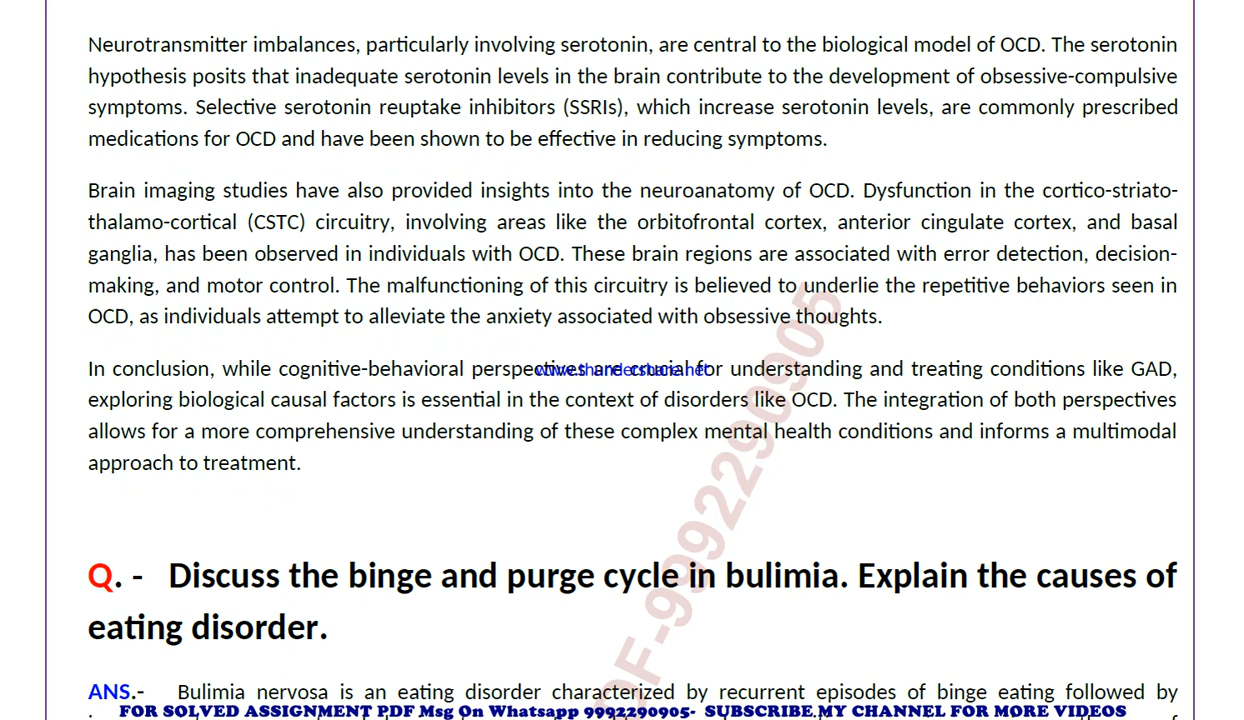 Neurotransmitter imbalances, particularly involving serotonin, are central to the biological model of OCD. The serotonin
hypothesis posits that inadequate serotonin levels in the brain contribute to the development of obsessive-compulsive
symptoms. Selective serotonin reuptake inhibitors (SSRIs), which increase serotonin levels, are commonly prescribed
medications for OCD and have been shown to be effective in reducing symptoms.
Brain imaging studies have also provided insights into the neuroanatomy of OCD. Dysfunction in the cortico-striato-
thalamo-cortical (CSTC) circuitry, involving areas like the orbitofrontal cortex, anterior cingulate cortex, and basal
ganglia, has been observed in individuals with OCD. These brain regions are associated with error detection, decision-
making, and motor control. The malfunctioning of this circuitry is believed to underlie the repetitive behaviors seen in
OCD, as individuals attempt to alleviate the anxiety associated with obsessive thoughts.
In conclusion, while cognitive-behavioral perspectives are crucial for understanding and treating conditions like GAD,
exploring biological causal factors is essential in the context of disorders like OCD. The integration of both perspectives
allows for a more comprehensive understanding of these complex mental health conditions and informs a multimodal
approach to treatment.
Q. - Discuss the binge and purge cycle in bulimia. Explain the causes of
eating disorder.
ANS.- Bulimia nervosa is an eating disorder characterized by recurrent episodes of binge eating followed by
FOR SOLVED ASSIGNMENT PDF Msg On Whatsapp 9992290905- SUBSCRIBE MY CHANNEL FOR MORE VIDEOS
DF-9992290905